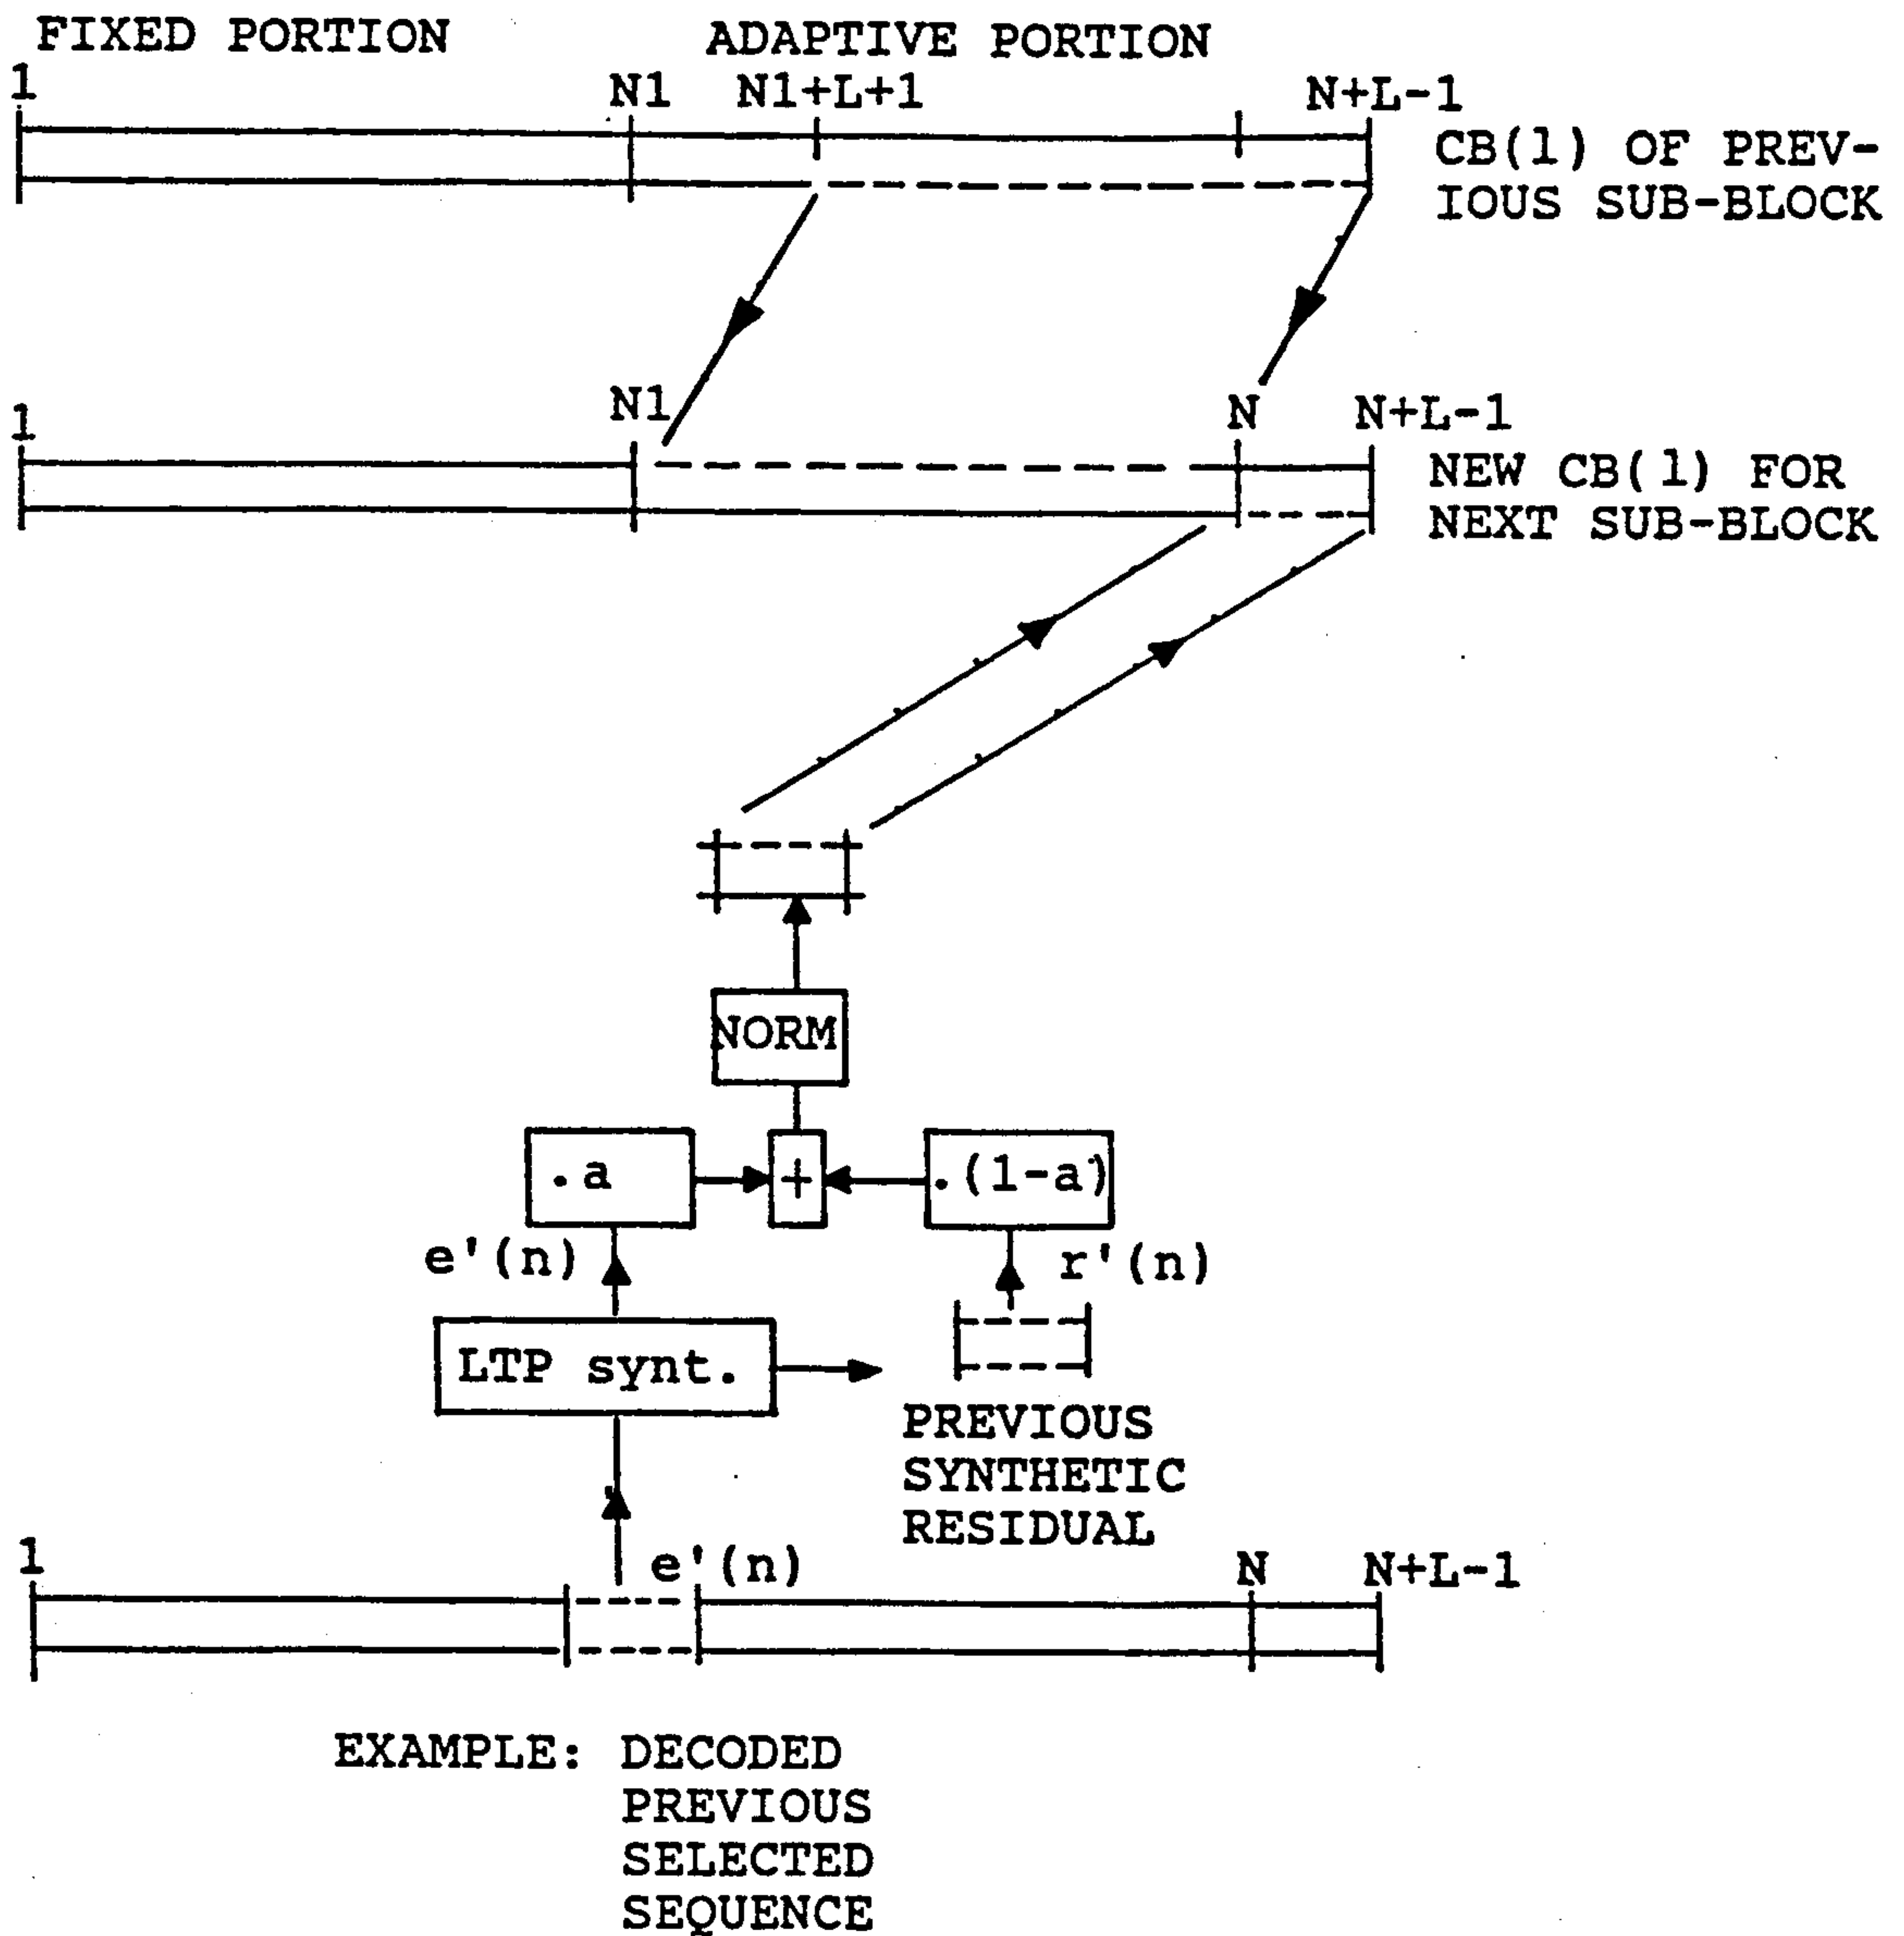 FIXED PORTION ADAPTIVE PORTION
1 N1 N1+L+1 N+L-1
CB(l) OF PREV-
IOUS SUB-BLOCK
1 N1 N N+L-1
NEW CB(l) FOR
NEXT SUB-BLOCK
NORM
.a + .(1-a)
e'(n) r'(n)
LTP synt.
PREVIOUS
SYNTHETIC
RESIDUAL
1 e'(n) N N+L-1
EXAMPLE: DECODED
PREVIOUS
SELECTED
SEQUENCE